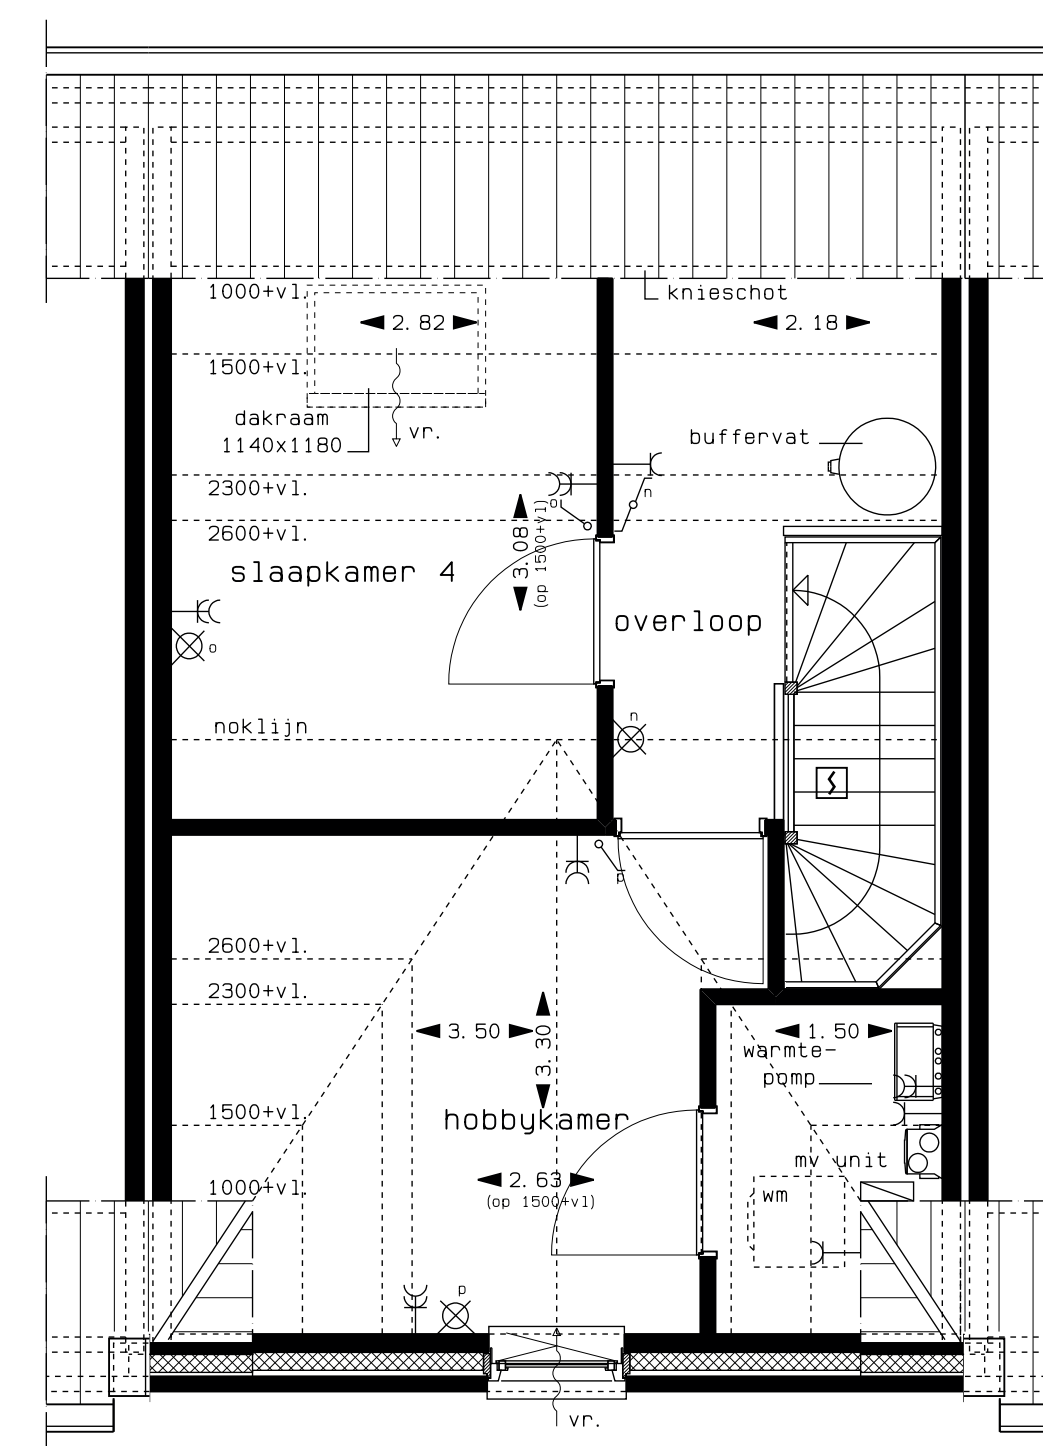 1000+vl.
knieschot
2.82
2.18
1500+vl.
dakraam
1140x1180
vr.
buffervat
2300+vl.
n
o
2600+vl.
3.08
(op 1500+vl)
slaapkamer 4
overloop
o
n
noklijn
p
2600+vl.
2300+vl.
3.50
3.30
1.50
warmte-
pomp
1500+vl.
hobbykamer
mv unit
2.63
(op 1500+vl)
1000+vl.
wm
p
vr.